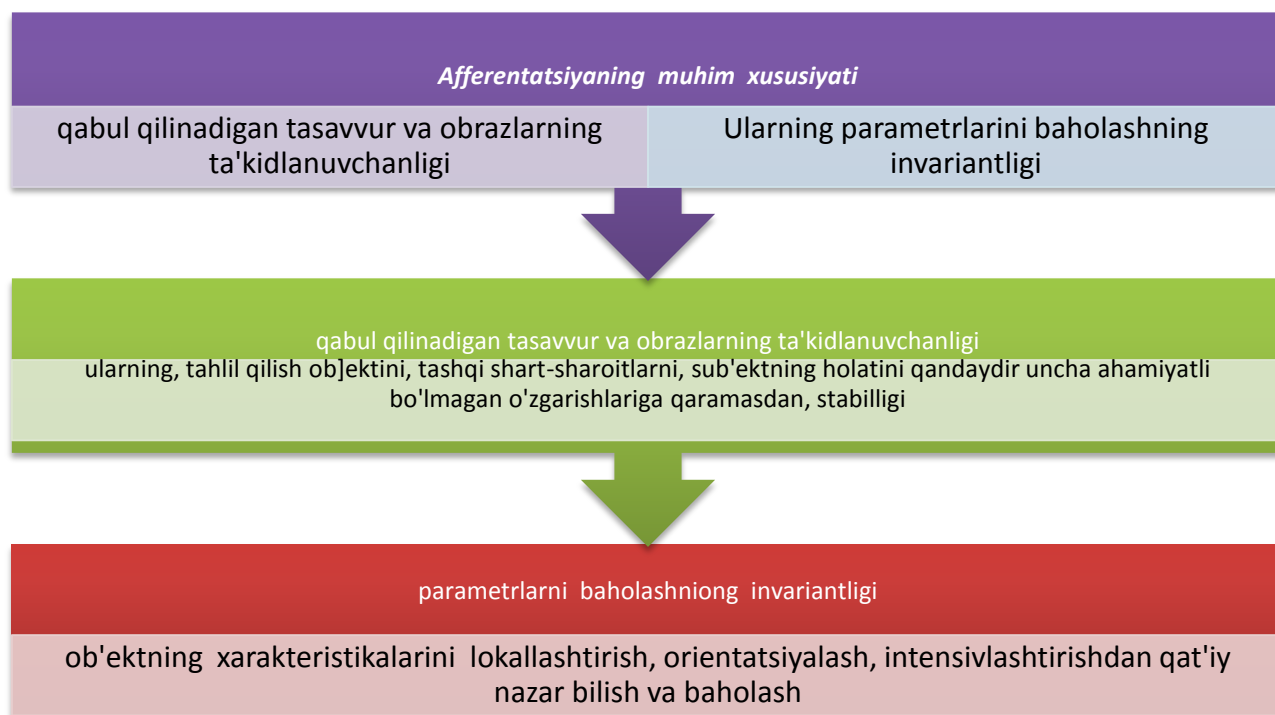 Afferentatsiyaning muhim xususiyati
qabul qilinadigan tasavvur va obrazlarning
ta'kidlanuvchanligi
Ularning parametrlarini baholashning
invariantligi
qabul qilinadigan tasavvur va obrazlarning ta'kidlanuvchanligi
ularning, tahlil qilish ob]ektini, tashqi shart-sharoitlarni, sub'ektning holatini qandaydir uncha ahamiyatli
bo'lmagan o'zgarishlariga qaramasdan, stabilligi
parametrlarni baholashniong invariantligi
ob'ektning xarakteristikalarini lokallashtirish, orientatsiyalash, intensivlashtirishdan qat'iy
nazar bilish va baholash